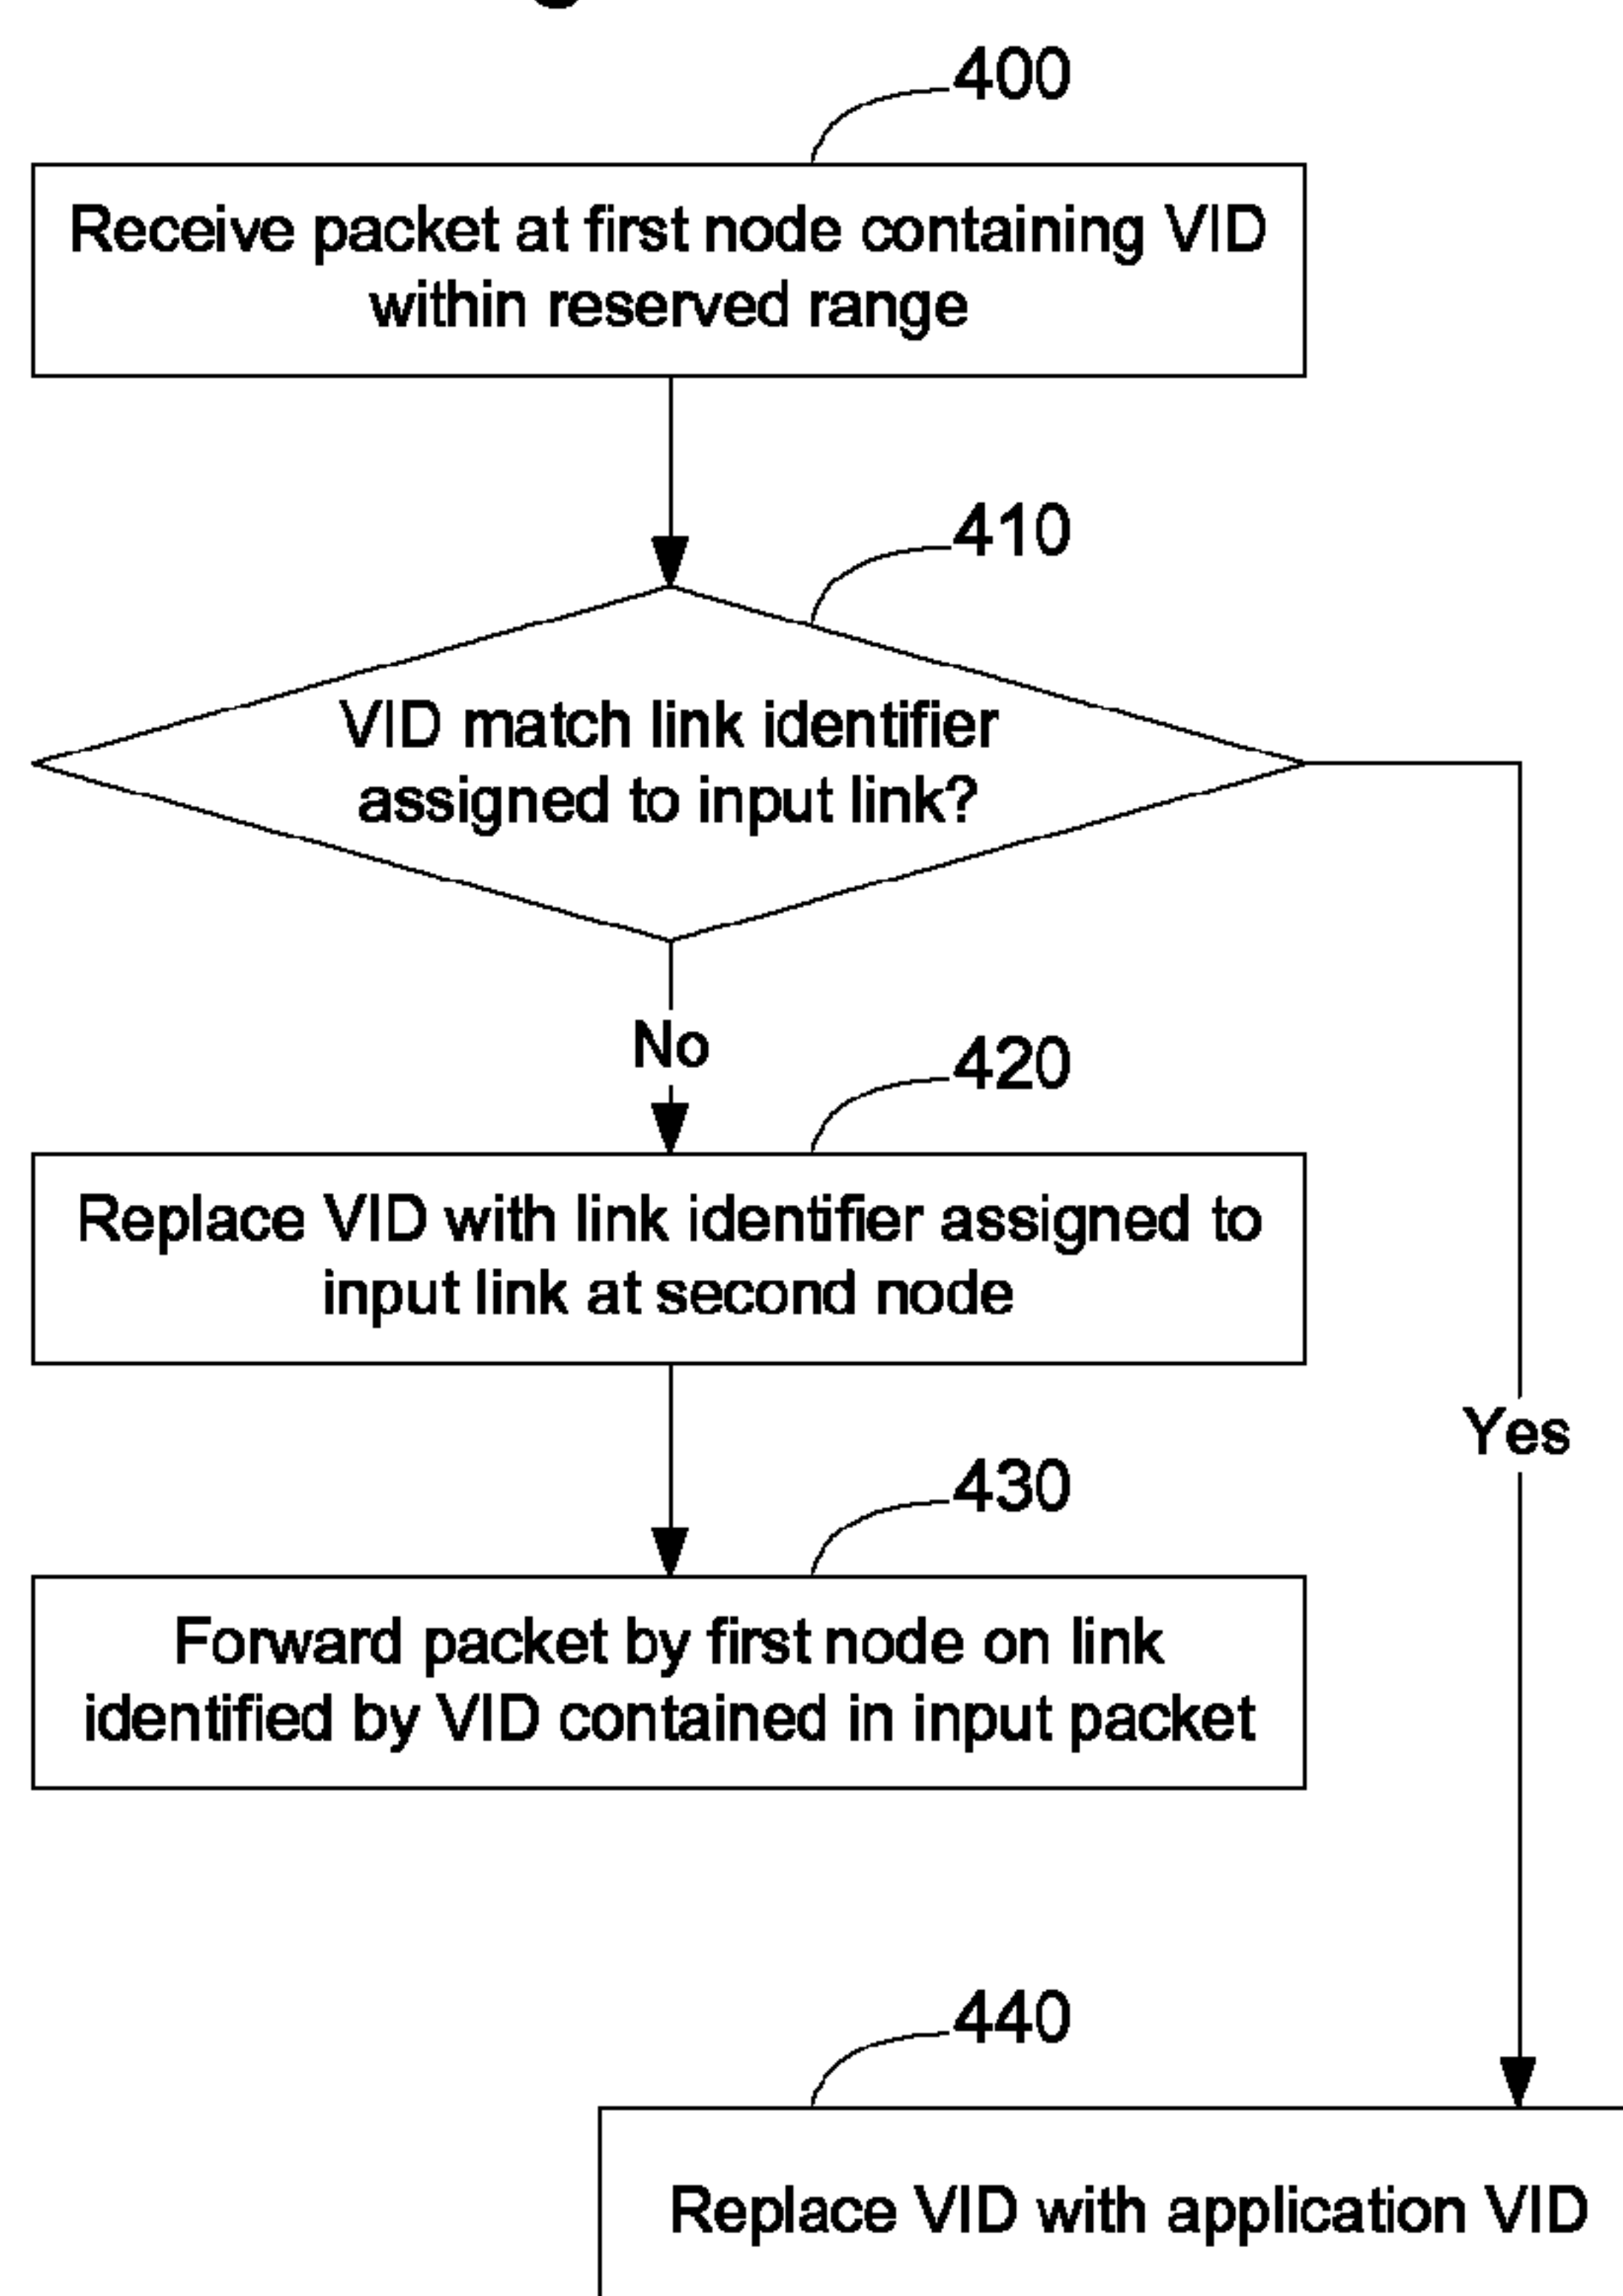 400
Receive packet at first node containing VID
within reserved range
410
VID match link identifier
assigned to input link?
No
420
Replace VID with link identifier assigned to
input link at second node
Yes
430
Forward packet by first node on link
identified by VID contained in input packet
440
Replace VID with application VID